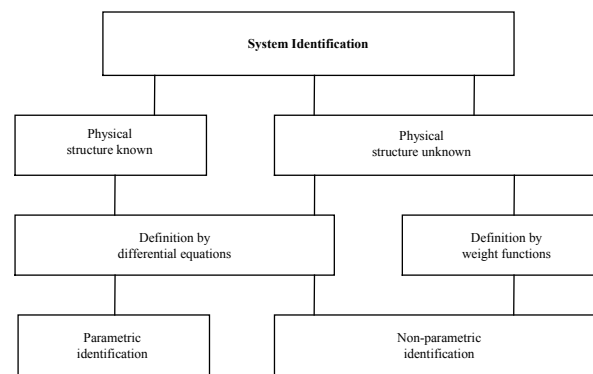 System Identification
Physical
structure known
Physical
structure unknown
Definition by
differential equations
Definition by
weight functions
Parametric
identification
Non-parametric
identification